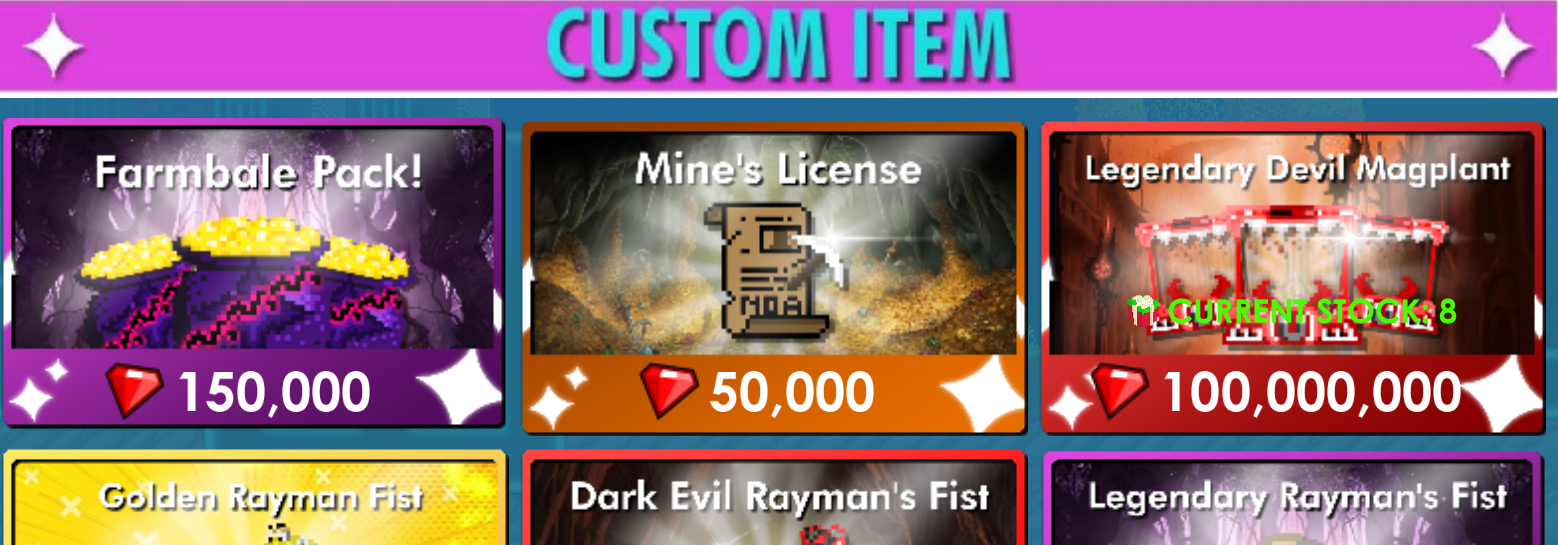 CUSTOM ITEM
Farmbale Pack!
Mine's License
Legendary Devil Magplant
CURRENT STOCK: 8
150,000
50,000
100,000,000
Golden Rayman Fist
Dark Evil Rayman's Fist
Legendary Rayman's Fist